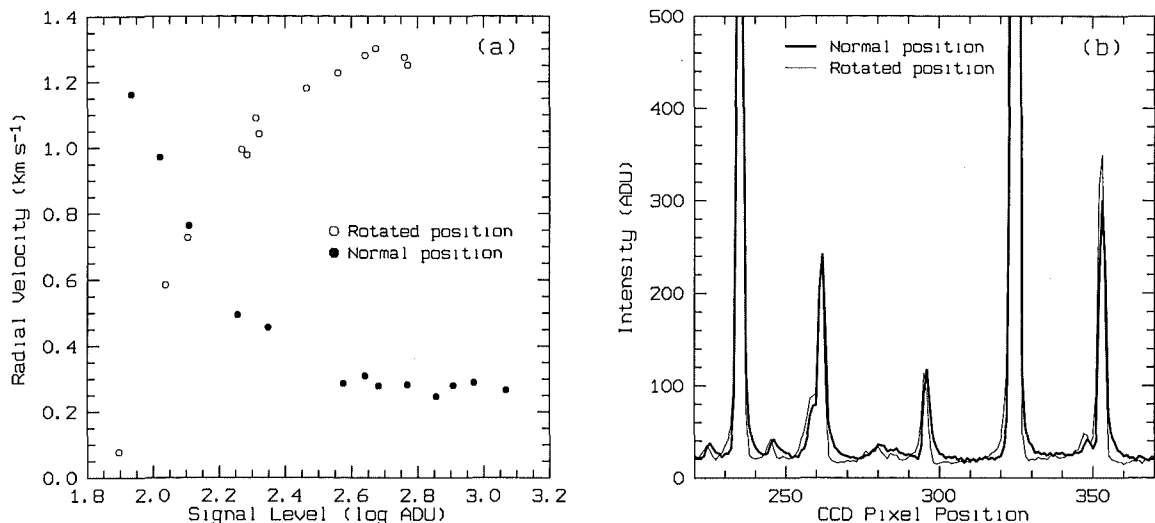 (a)
1.4
1.2
1.0
0.8
0.6
0.4
0.2
0.0
Radial Velocity (Km s⁻¹)
○ Rotated position
● Normal position
1.8 2.0 2.2 2.4 2.6 2.8 3.0 3.2
Signal Level (log ADU)
(b)
500
400
300
200
100
0
Intensity (ADU)
Normal position
Rotated position
250 300 350
CCD Pixel Position